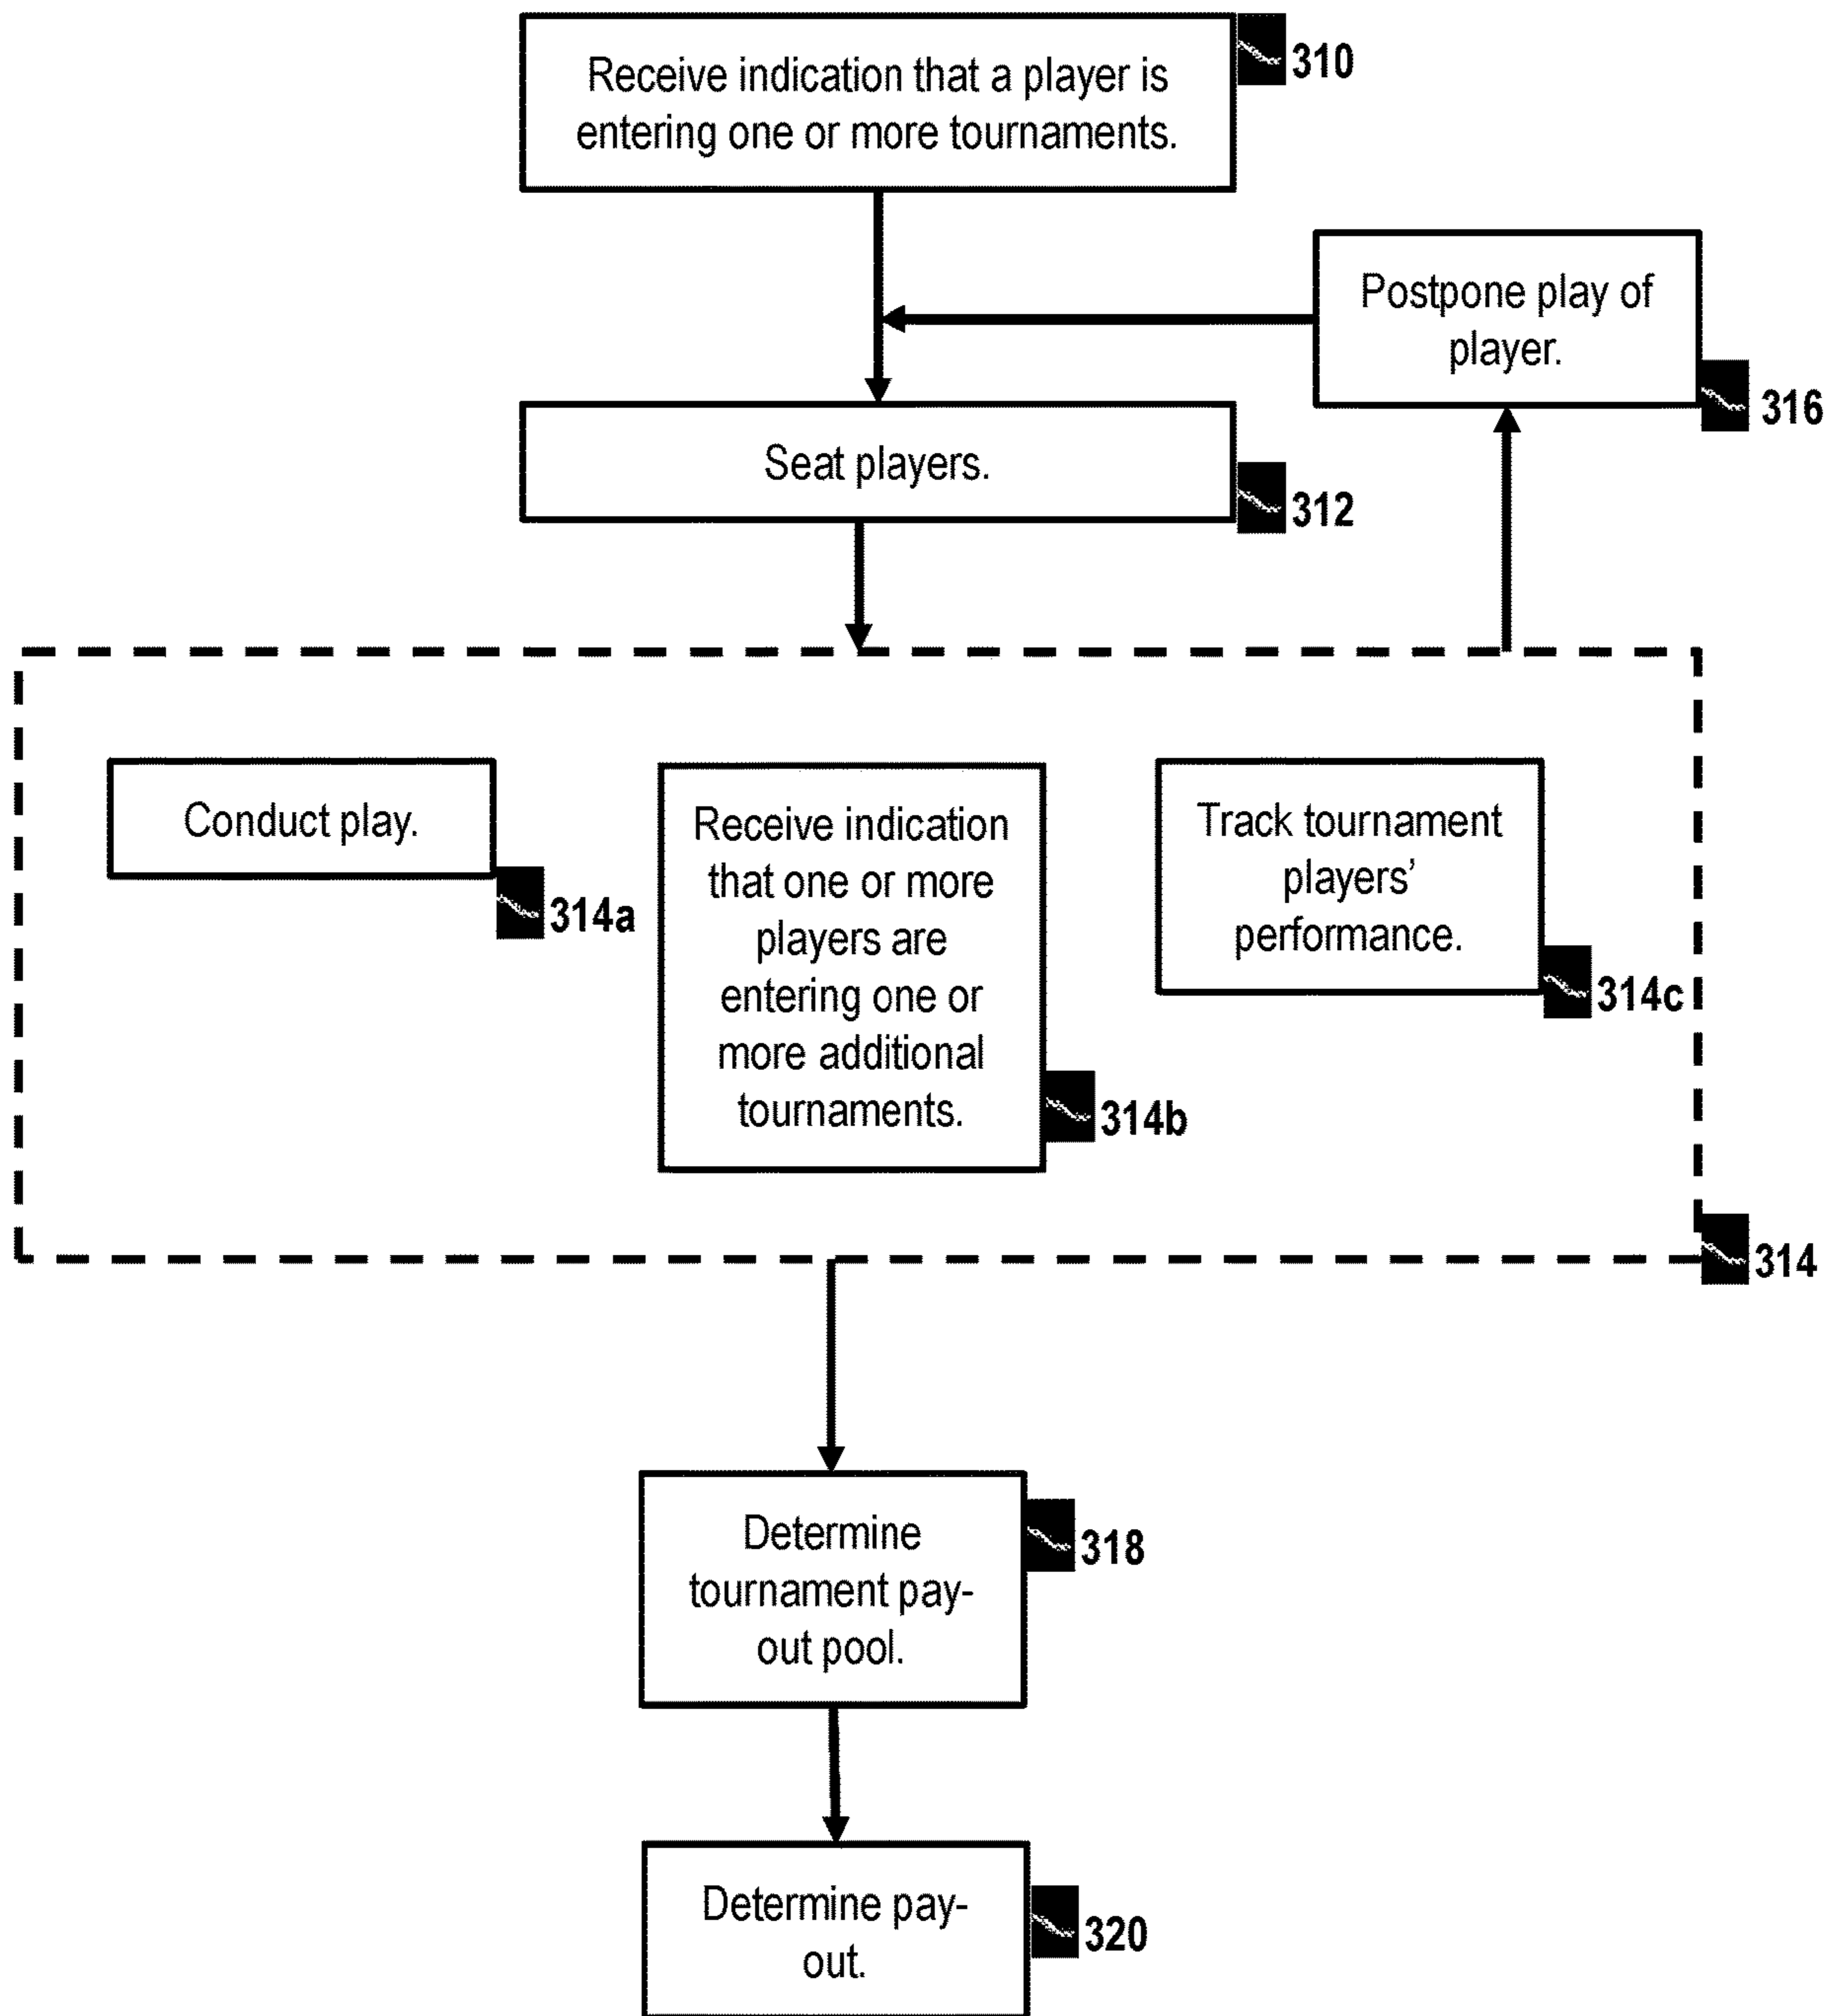 Receive indication that a player is
entering one or more tournaments.
310
Postpone play of
player.
316
Seat players.
312
Conduct play.
314a
Receive indication
that one or more
players are
entering one or
more additional
tournaments.
314b
Track tournament
players’
performance.
314c
314
Determine
tournament pay-
out pool.
318
Determine pay-
out.
320